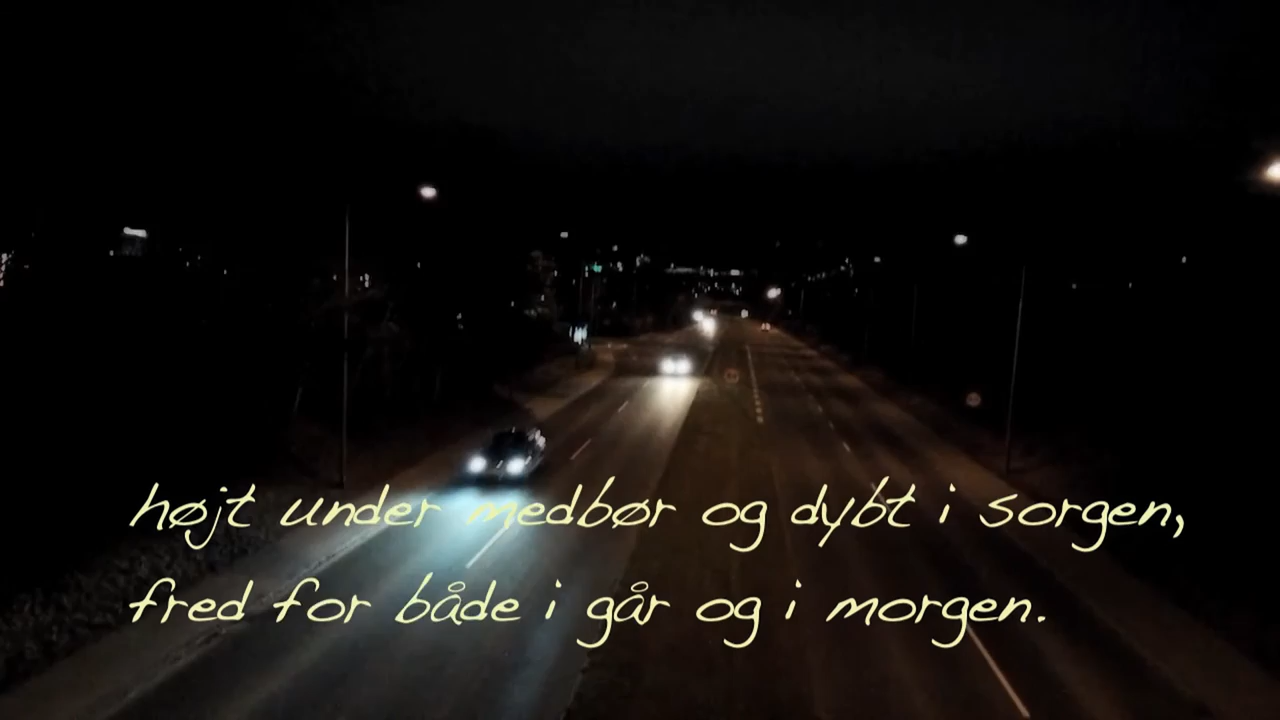 højt under medbør og dybt i sorgen,
fred for både i går og i morgen.